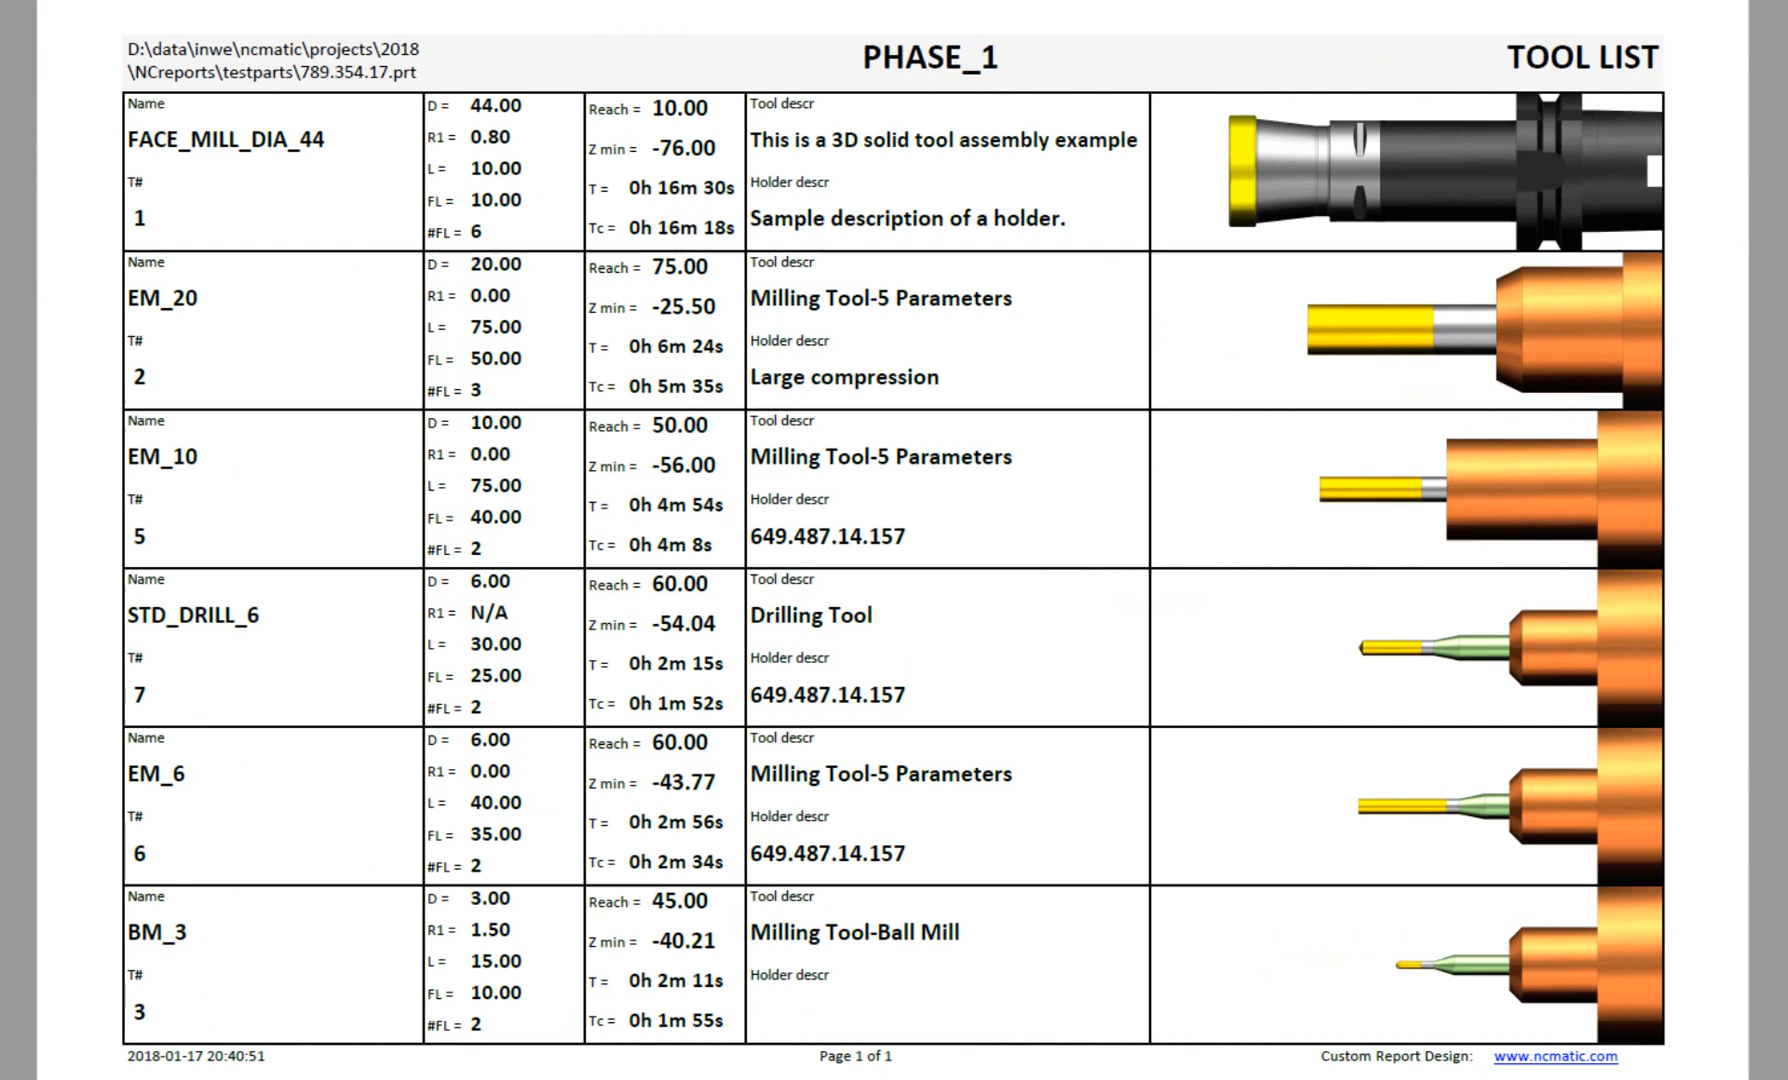 D:\data\inwe\ncmatic\projects\2018
\NCreports\testparts\789.354.17.prt
PHASE_1
TOOL LIST
Name
FACE_MILL_DIA_44
T#
1
D = 44.00
R1 = 0.80
L = 10.00
FL = 10.00
#FL = 6
Reach = 10.00
Z min = -76.00
T = 0h 16m 30s
Tc = 0h 16m 18s
Tool descr
This is a 3D solid tool assembly example
Holder descr
Sample description of a holder.
Name
EM_20
T#
2
D = 20.00
R1 = 0.00
L = 75.00
FL = 50.00
#FL = 3
Reach = 75.00
Z min = -25.50
T = 0h 6m 24s
Tc = 0h 5m 35s
Tool descr
Milling Tool-5 Parameters
Holder descr
Large compression
Name
EM_10
T#
5
D = 10.00
R1 = 0.00
L = 75.00
FL = 40.00
#FL = 2
Reach = 50.00
Z min = -56.00
T = 0h 4m 54s
Tc = 0h 4m 8s
Tool descr
Milling Tool-5 Parameters
Holder descr
649.487.14.157
Name
STD_DRILL_6
T#
7
D = 6.00
R1 = N/A
L = 30.00
FL = 25.00
#FL = 2
Reach = 60.00
Z min = -54.04
T = 0h 2m 15s
Tc = 0h 1m 52s
Tool descr
Drilling Tool
Holder descr
649.487.14.157
Name
EM_6
T#
6
D = 6.00
R1 = 0.00
L = 40.00
FL = 35.00
#FL = 2
Reach = 60.00
Z min = -43.77
T = 0h 2m 56s
Tc = 0h 2m 34s
Tool descr
Milling Tool-5 Parameters
Holder descr
649.487.14.157
Name
BM_3
T#
3
D = 3.00
R1 = 1.50
L = 15.00
FL = 10.00
#FL = 2
Reach = 45.00
Z min = -40.21
T = 0h 2m 11s
Tc = 0h 1m 55s
Tool descr
Milling Tool-Ball Mill
Holder descr
2018-01-17 20:40:51
Page 1 of 1
Custom Report Design: www.ncmatic.com